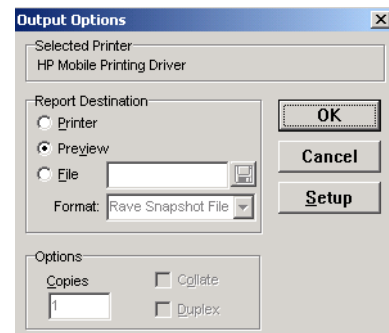 Output Options
Selected Printer
HP Mobile Printing Driver
Report Destination
Printer
Preview
File
Format: Rave Snapshot File
OK
Cancel
Setup
Options
Copies
1
Collate
Duplex